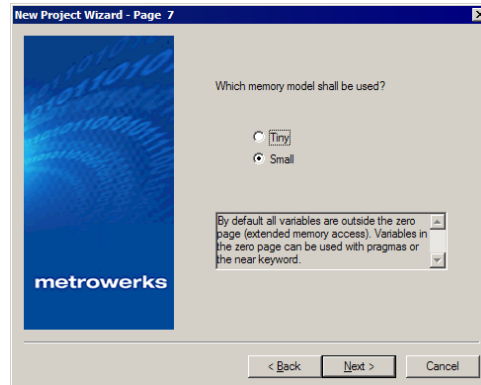 New Project Wizard - Page 7
Which memory model shall be used?
Tiny
Small
By default all variables are outside the zero
page (extended memory access). Variables in
the zero page can be used with pragmas or
the near keyword.
metrowerks
< Back
Next >
Cancel